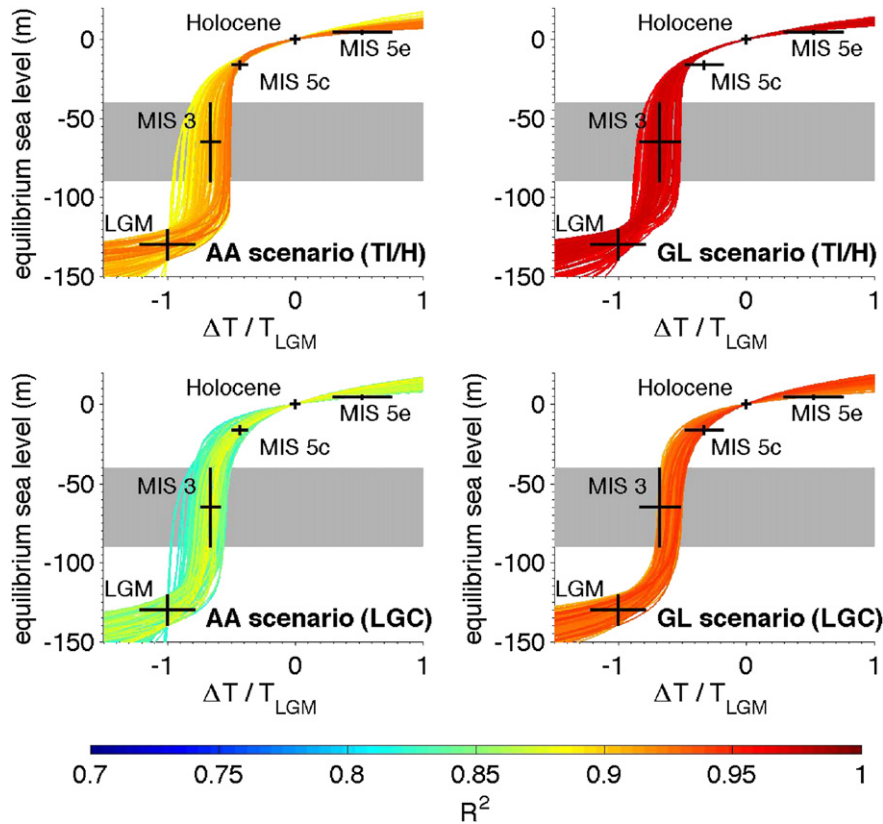 equilibrium sea level (m)
0
-50
-100
-150
Holocene
MIS 5e
MIS 5c
MIS 3
LGM
AA scenario (TI/H)
-1 0 1
ΔT / T_LGM
equilibrium sea level (m)
0
-50
-100
-150
Holocene
MIS 5e
MIS 5c
MIS 3
LGM
GL scenario (TI/H)
-1 0 1
ΔT / T_LGM
equilibrium sea level (m)
0
-50
-100
-150
Holocene
MIS 5e
MIS 5c
MIS 3
LGM
AA scenario (LGC)
-1 0 1
ΔT / T_LGM
equilibrium sea level (m)
0
-50
-100
-150
Holocene
MIS 5e
MIS 5c
MIS 3
LGM
GL scenario (LGC)
-1 0 1
ΔT / T_LGM
0.7 0.75 0.8 0.85 0.9 0.95 1
R²